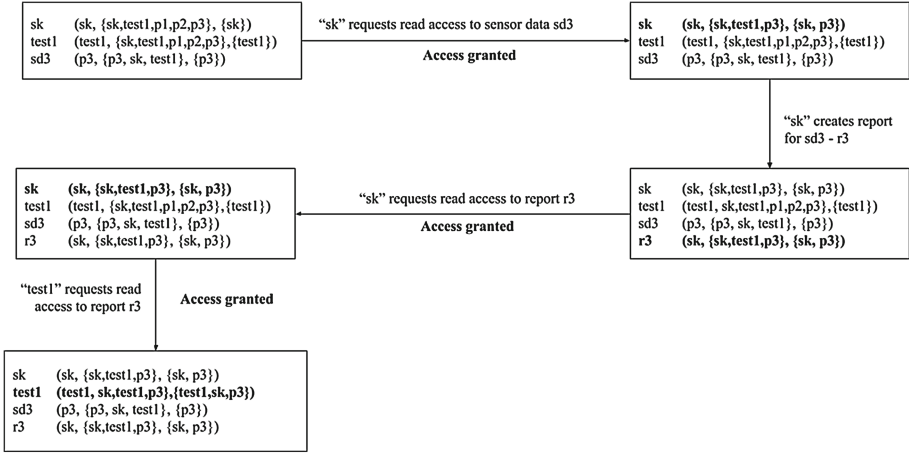 sk (sk, {sk,test1,p1,p2,p3}, {sk})
test1 (test1, {sk,test1,p1,p2,p3},{test1})
sd3 (p3, {p3, sk, test1}, {p3})
“sk” requests read access to sensor data sd3
Access granted
sk (sk, {sk,test1,p3}, {sk, p3})
test1 (test1, {sk,test1,p1,p2,p3},{test1})
sd3 (p3, {p3, sk, test1}, {p3})
“sk” creates report
for sd3 - r3
sk (sk, {sk,test1,p3}, {sk, p3})
test1 (test1, sk,test1,p1,p2,p3},{test1})
sd3 (p3, {p3, sk, test1}, {p3})
r3 (sk, {sk,test1,p3}, {sk, p3})
“sk” requests read access to report r3
Access granted
sk (sk, {sk,test1,p3}, {sk, p3})
test1 (test1, {sk,test1,p1,p2,p3},{test1})
sd3 (p3, {p3, sk, test1}, {p3})
r3 (sk, {sk,test1,p3}, {sk, p3})
“test1” requests read
access to report r3
Access granted
sk (sk, {sk,test1,p3}, {sk, p3})
test1 (test1, sk,test1,p3},{test1,sk,p3})
sd3 (p3, {p3, sk, test1}, {p3})
r3 (sk, {sk,test1,p3}, {sk, p3})